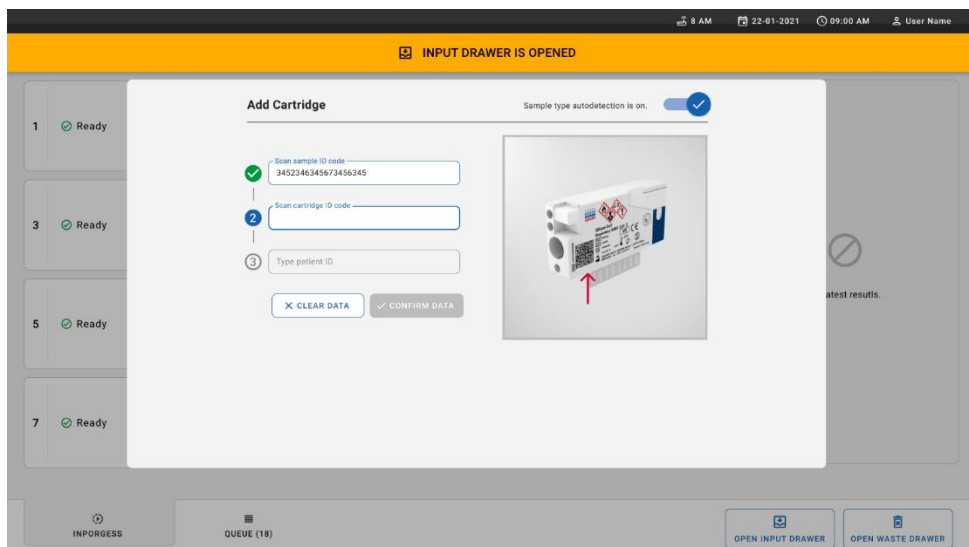 8 AM 22-01-2021 09:00 AM User Name
INPUT DRAWER IS OPENED
Add Cartridge
Sample type autodetection is on.
1 Ready
Scan sample ID code
3452346345673456345
2 Scan cartridge ID code
3 Ready
3 Type patient ID
CLEAR DATA CONFIRM DATA
atest resutls.
5 Ready
7 Ready
INPORGESS
QUEUE (18)
OPEN INPUT DRAWER
OPEN WASTE DRAWER